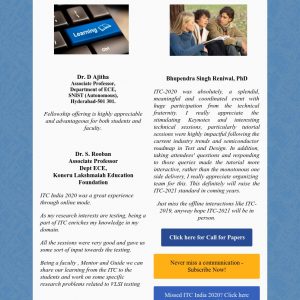 Learning
Dr. D Ajitha
Associate Professor,
Department of ECE,
SNIST (Autonomous),
Hyderabad-501 301.
Fellowship offering is highly appreciable
and advantageous for both students and
faculty.
Dr. S. Rooban
Associate Professor
Dept ECE,
Koneru Lakshmaiah Education
Foundation
ITC India 2020 was a great experience
through online mode.
As my research interests are testing, being a
part of ITC enriches my knowledge in my
domain.
All the sessions were very good and gave us
some sort of input towards the testing.
Being a faculty , Mentor and Guide we can
share our learning from the ITC to the
students and work on some specific
research problems related to VLSI testing
Bhupendra Singh Reniwal, PhD
ITC-2020 was absolutely, a splendid,
meaningful and coordinated event with
huge participation from the technical
fraternity. I really appreciate the
stimulating Keynotes and interesting
technical sessions, particularly tutorial
sessions were highly impactful following the
current industry trends and semiconductor
roadmap in Test and Design. In addition,
taking attendees' questions and responding
to those queries made the tutorial more
interactive, rather than the monotonous one
side delivery. I really appreciate organizing
team for this. This definitely will raise the
ITC-2021 standard in coming years.
Just miss the offline interactions like ITC-
2019, anyway hope ITC-2021 will be in
person.
Click here for Call for Papers
Never miss a communication -
Subscribe Now!
Missed ITC India 2020? Click